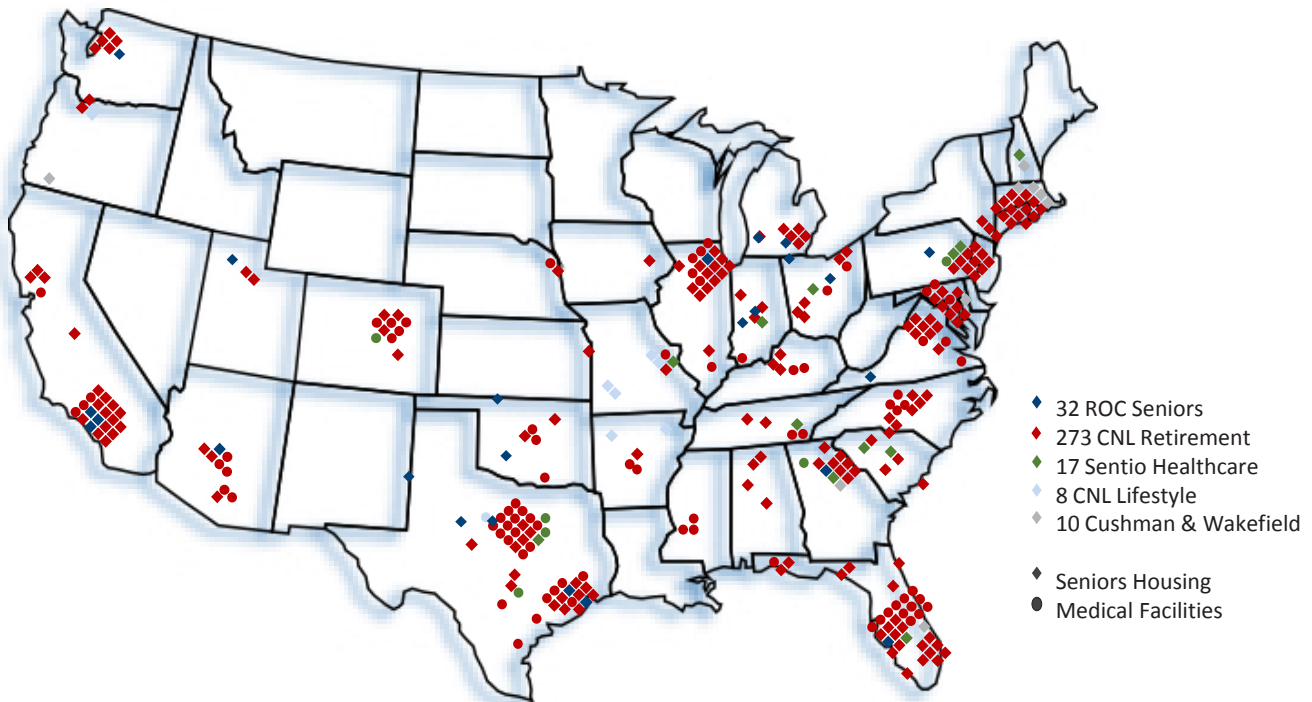 32 ROC Seniors
273 CNL Retirement
17 Sentio Healthcare
8 CNL Lifestyle
10 Cushman & Wakefield
Seniors Housing
Medical Facilities